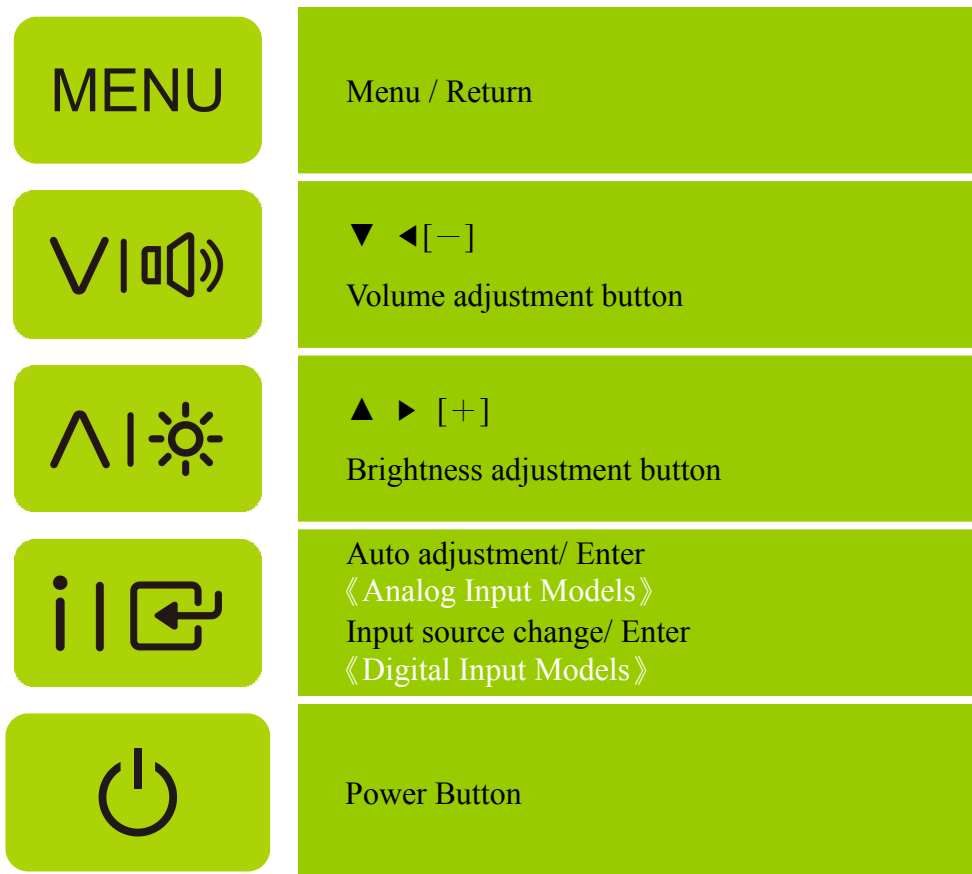 MENU
Menu / Return
▼ ◀[－]
Volume adjustment button
▲ ▶ [＋]
Brightness adjustment button
i
Auto adjustment/ Enter
《Analog Input Models》
Input source change/ Enter
《Digital Input Models》
Power Button